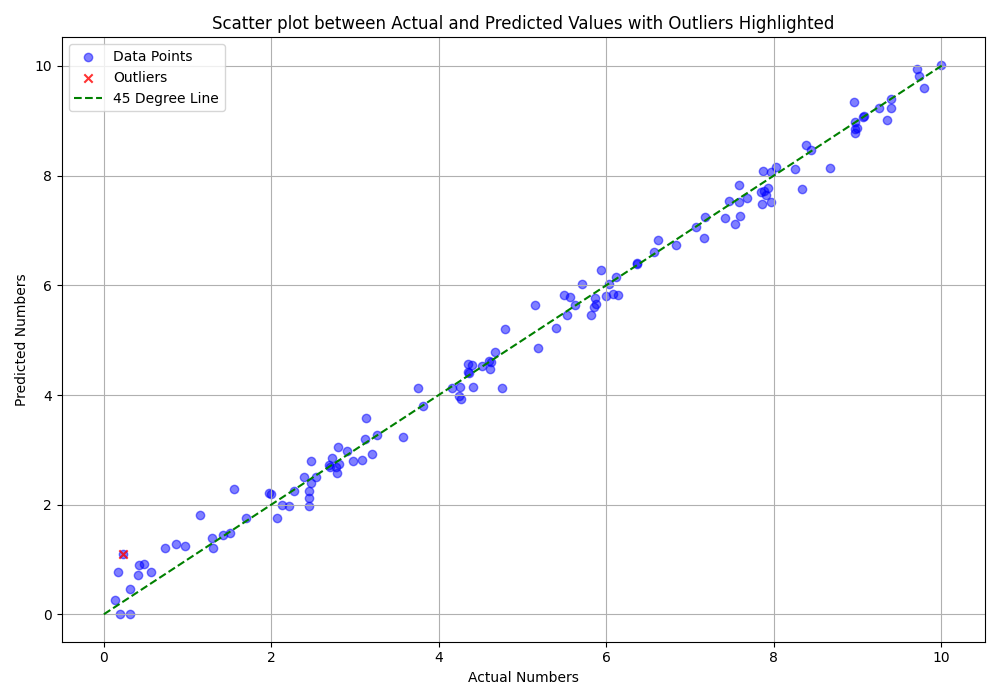 Scatter plot between Actual and Predicted Values with Outliers Highlighted
Data Points
Outliers
45 Degree Line
10
8
6
4
2
0
Predicted Numbers
0 2 4 6 8 10
Actual Numbers